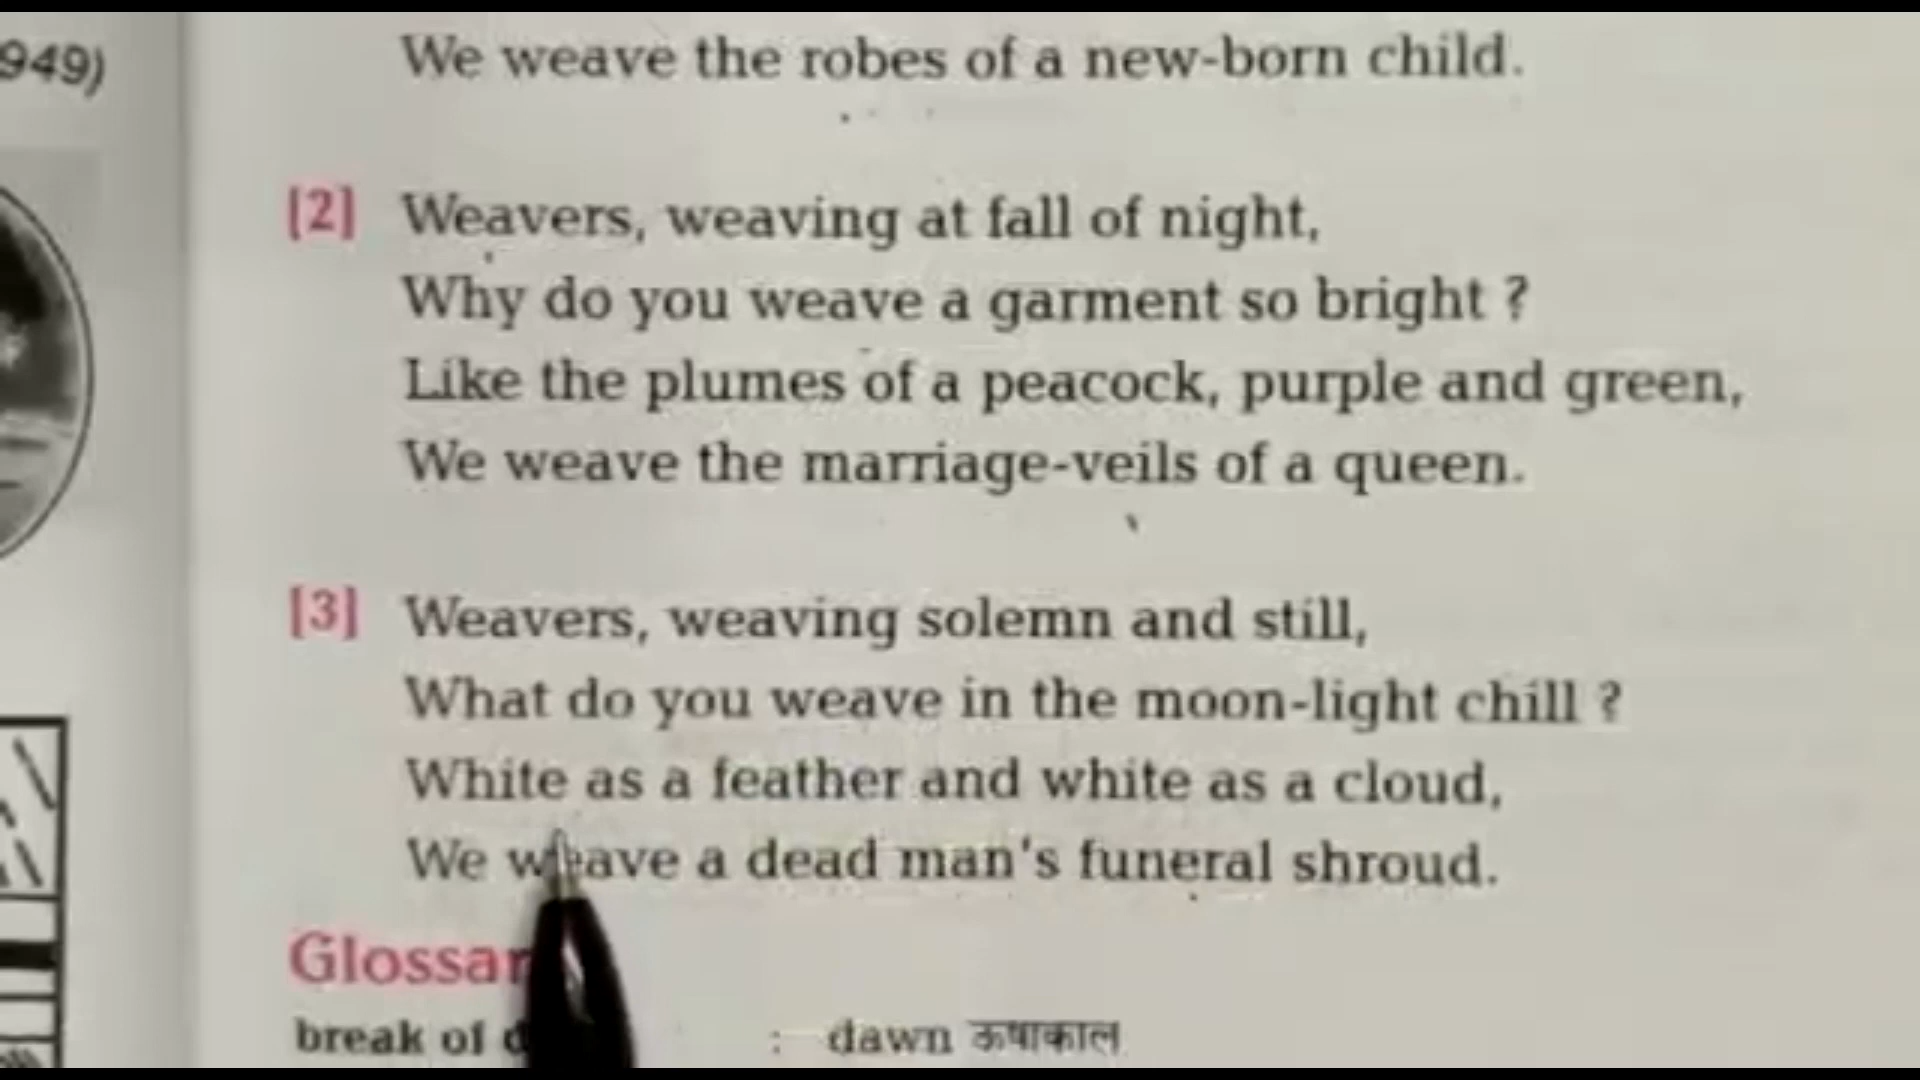 949)
We weave the robes of a new-born child.
[2] Weavers, weaving at fall of night,
Why do you weave a garment so bright ?
Like the plumes of a peacock, purple and green,
We weave the marriage-veils of a queen.
[3] Weavers, weaving solemn and still,
What do you weave in the moon-light chill ?
White as a feather and white as a cloud,
We weave a dead man's funeral shroud.
Glossar
break of d : dawn ऊषाकाल